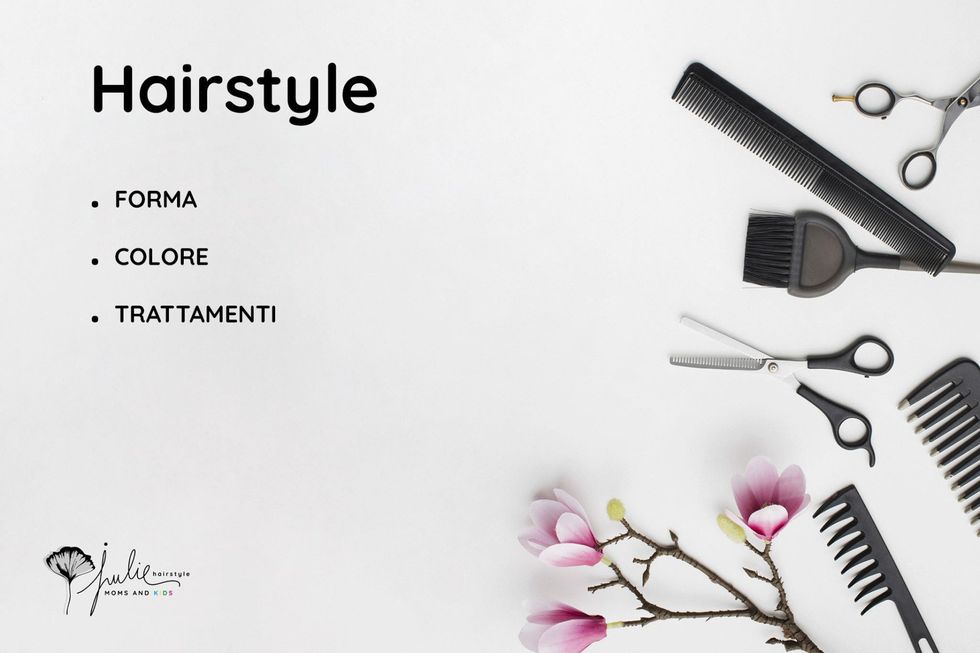 Hairstyle
• FORMA
• COLORE
• TRATTAMENTI
julie hairstyle
MOMS AND KIDS